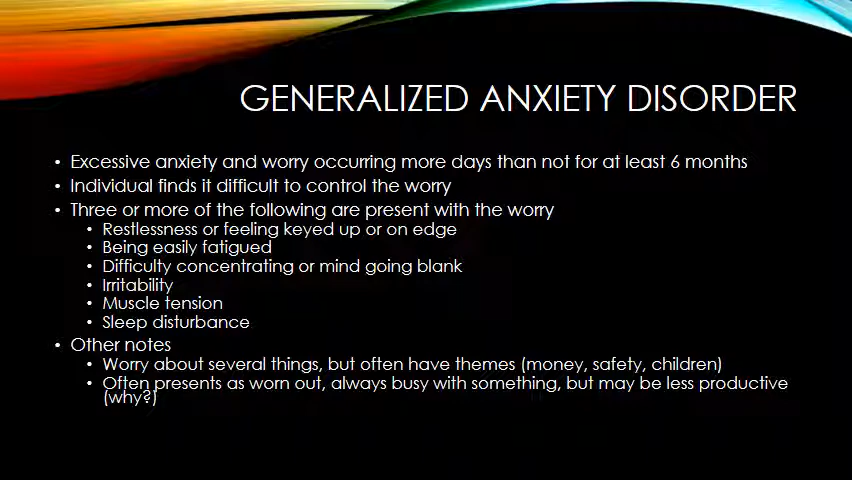 GENERALIZED ANXIETY DISORDER
• Excessive anxiety and worry occurring more days than not for at least 6 months
• Individual finds it difficult to control the worry
• Three or more of the following are present with the worry
• Restlessness or feeling keyed up or on edge
• Being easily fatigued
• Difficulty concentrating or mind going blank
• Irritability
• Muscle tension
• Sleep disturbance
• Other notes
• Worry about several things, but often have themes (money, safety, children)
• Often presents as worn out, always busy with something, but may be less productive
(why?)